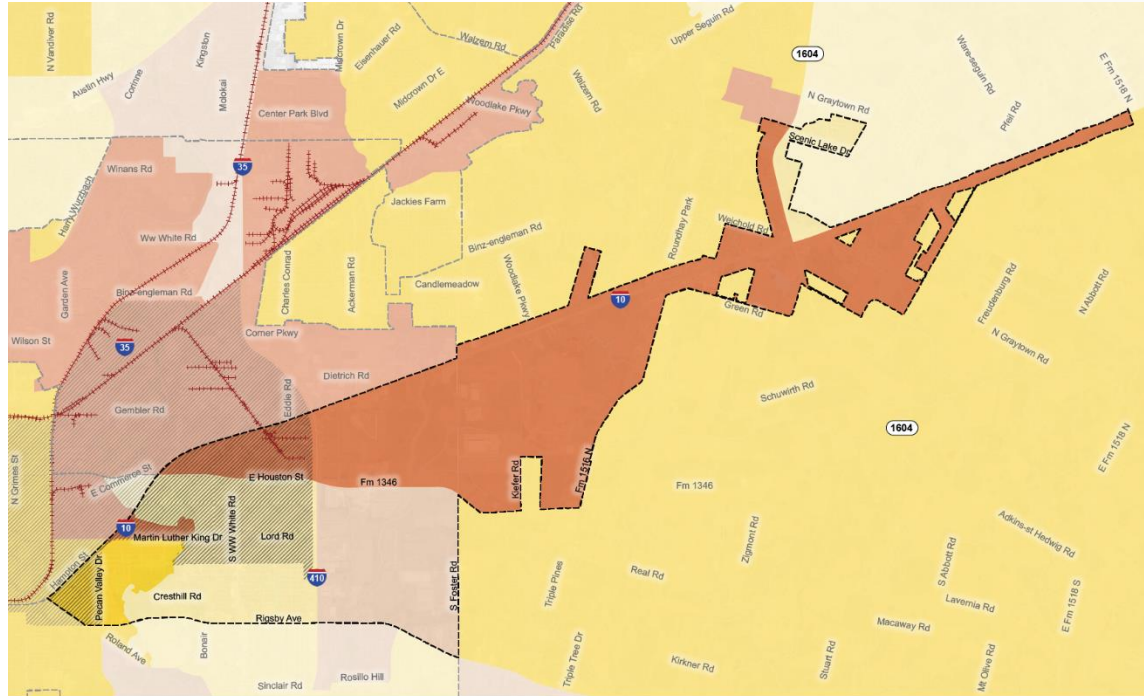 N Vandiver Rd
Kingston
Midcrown Dr
Eisenhauer Rd
Walzem Rd
Paradise Rd
Upper Seguin Rd
1604
Ware-seguin Rd
E Fm 1518 N
Austin Hwy
Corinne
Molokai
Midcrown Dr E
Walzem Rd
Center Park Blvd
Woodlake Pkwy
N Graytown Rd
Pfeil Rd
Scenic Lake Dr
Winans Rd
35
Harry Wurzbach
Jackies Farm
Ww White Rd
Binz-engleman Rd
Roundhay Park
Weichold Rd
Garden Ave
Binz-engleman Rd
Charles Conrad
Ackerman Rd
Candlemeadow
Woodlake Pkwy
10
Green Rd
Freudenburg Rd
N Abbott Rd
Wilson St
35
Corner Pkwy
N Graytown Rd
Dietrich Rd
Eddie Rd
Schuwirth Rd
Gembler Rd
1604
E Fm 1518 N
N Grimes St
E Commerce St
E Houston St
Fm 1346
Kiefer Rd
Fm 1516 N
Fm 1346
10
Martin Luther King Dr
S WW White Rd
Lord Rd
Zigmont Rd
Adkins-st Hedwig Rd
Hampton St
Pecan Valley Dr
410
S Foster Rd
Triple Pines
Real Rd
S Abbott Rd
Cresthill Rd
Lavernia Rd
E Fm 1518 S
Rigsby Ave
Macaway Rd
Roland Ave
Bonair
Triple Tree Dr
Kirkner Rd
Stuart Rd
Mt Olive Rd
Sinclair Rd
Rosillo Hill